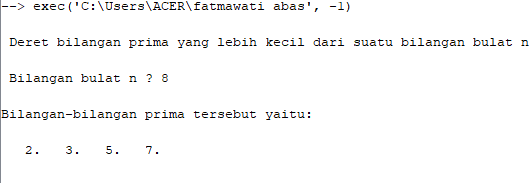 --> exec('C:\Users\ACER\fatmawati abas', -1)
Deret bilangan prima yang lebih kecil dari suatu bilangan bulat n
Bilangan bulat n ? 8
Bilangan-bilangan prima tersebut yaitu:
2. 3. 5. 7.